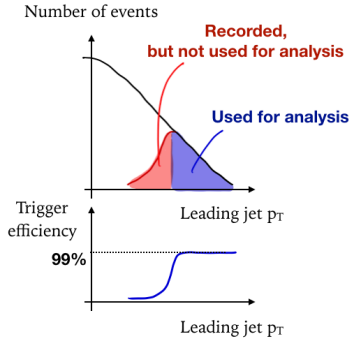 Number of events
Recorded,
but not used for analysis
Used for analysis
Leading jet pT
Trigger
efficiency
99%
Leading jet pT